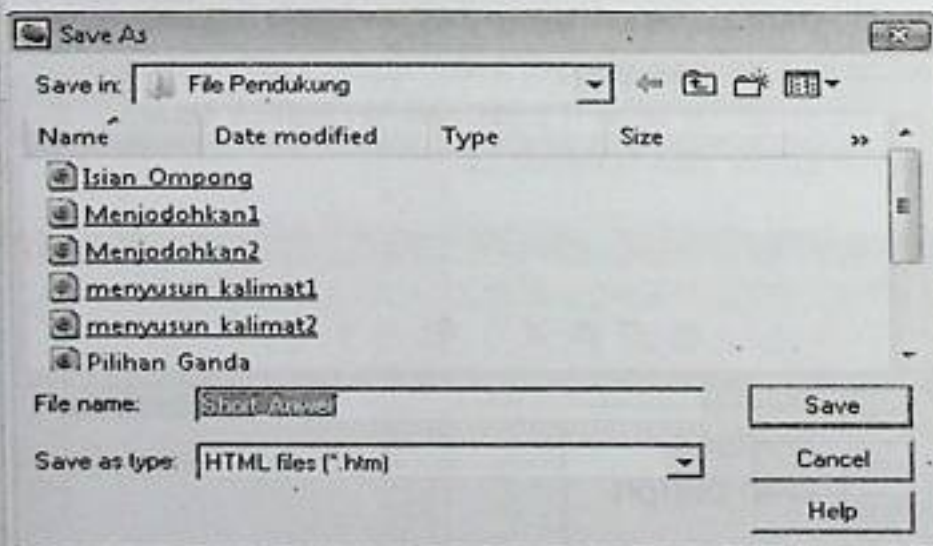 Save As
Save in: File Pendukung
Name Date modified Type Size »
Isian Ompong
Menjodohkan1
Menjodohkan2
menyusun kalimat1
menyusun kalimat2
Pilihan Ganda
File name: Short Answer Save
Save as type: HTML files (*.htm) Cancel
Help